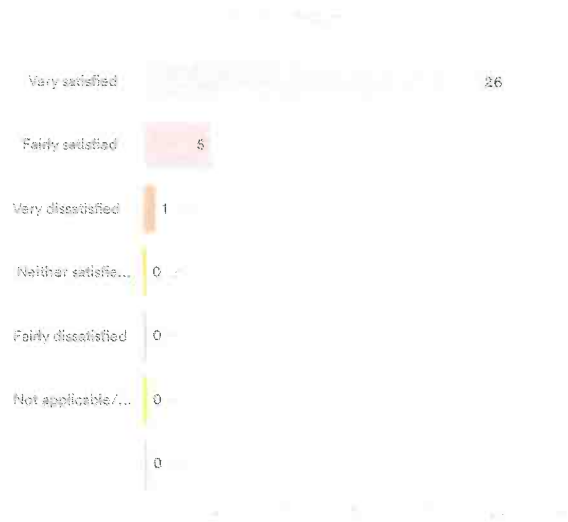 Very satisfied 26
Fairly satisfied 5
Very dissatisfied 1
Neither satisfie... 0
Fairly dissatisfied 0
Not applicable/... 0
0